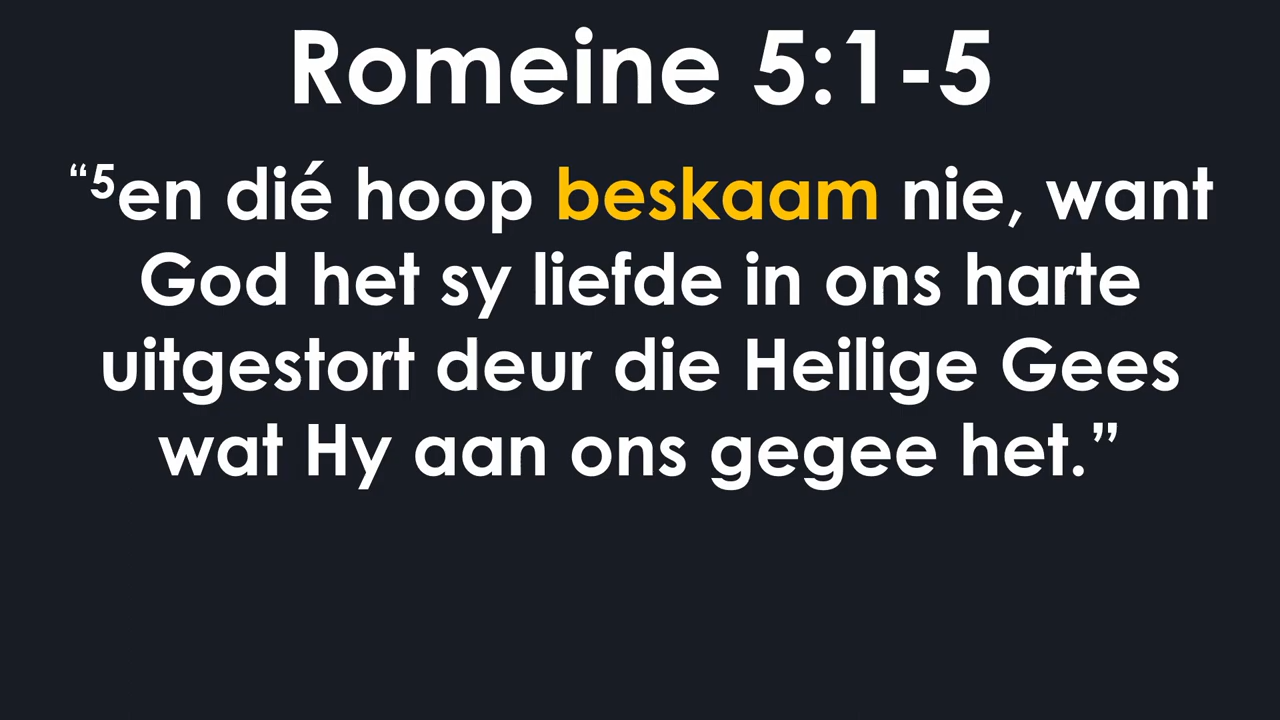 Romeine 5:1-5
“⁵en dié hoop beskaam nie, want
God het sy liefde in ons harte
uitgestort deur die Heilige Gees
wat Hy aan ons gegee het.”